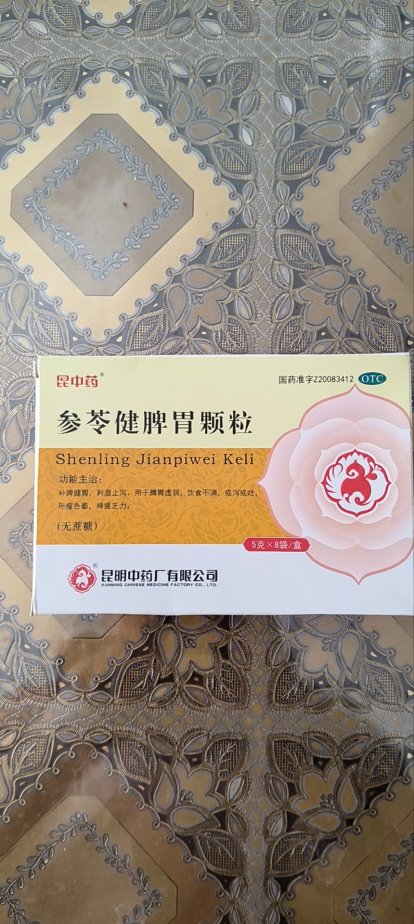 昆中药®
国药准字Z20083412 OTC
参苓健脾胃颗粒
Shenling Jianpiwei Keli
功能主治：
补脾健胃，利湿止泻。用于脾胃虚弱，饮食不消，或泻或吐，
形瘦色萎，神疲乏力。
（无蔗糖）
5克×8袋/盒
® 昆明中药厂有限公司
KUNMING CHINESE MEDICINE FACTORY CO., LTD.